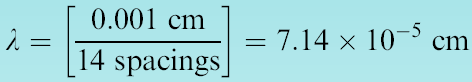 λ = [0.001 cm / 14 spacings] = 7.14 × 10⁻⁵ cm